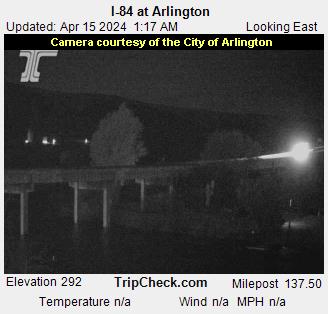 I-84 at Arlington
Updated: Apr 15 2024 1:17 AM Looking East
Camera courtesy of the City of Arlington
Elevation 292 TripCheck.com Milepost 137.50
Temperature n/a Wind n/a MPH n/a